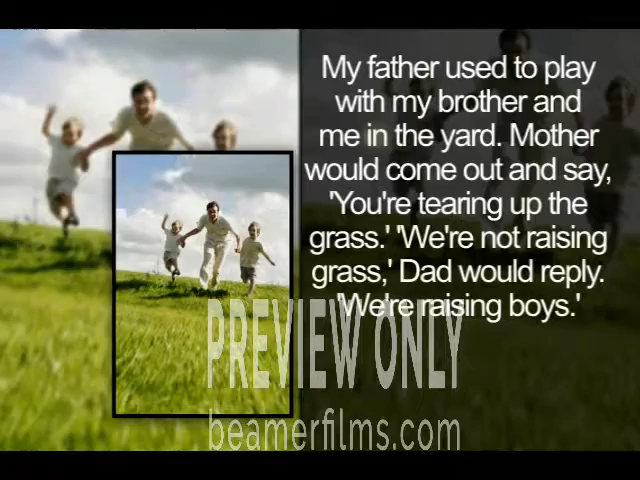 My father used to play
with my brother and
me in the yard. Mother
would come out and say,
'You're tearing up the
grass.' 'We're not raising
grass,' Dad would reply.
'We're raising boys.'
PREVIEW ONLY
beamerfilms.com